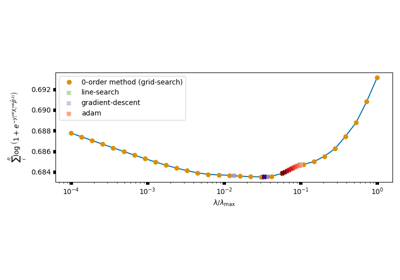 0-order method (grid-search)
line-search
gradient-descent
adam
0.692
0.690
0.688
0.686
0.684
10⁻⁴
10⁻³
10⁻²
10⁻¹
10⁰
λ/λmax